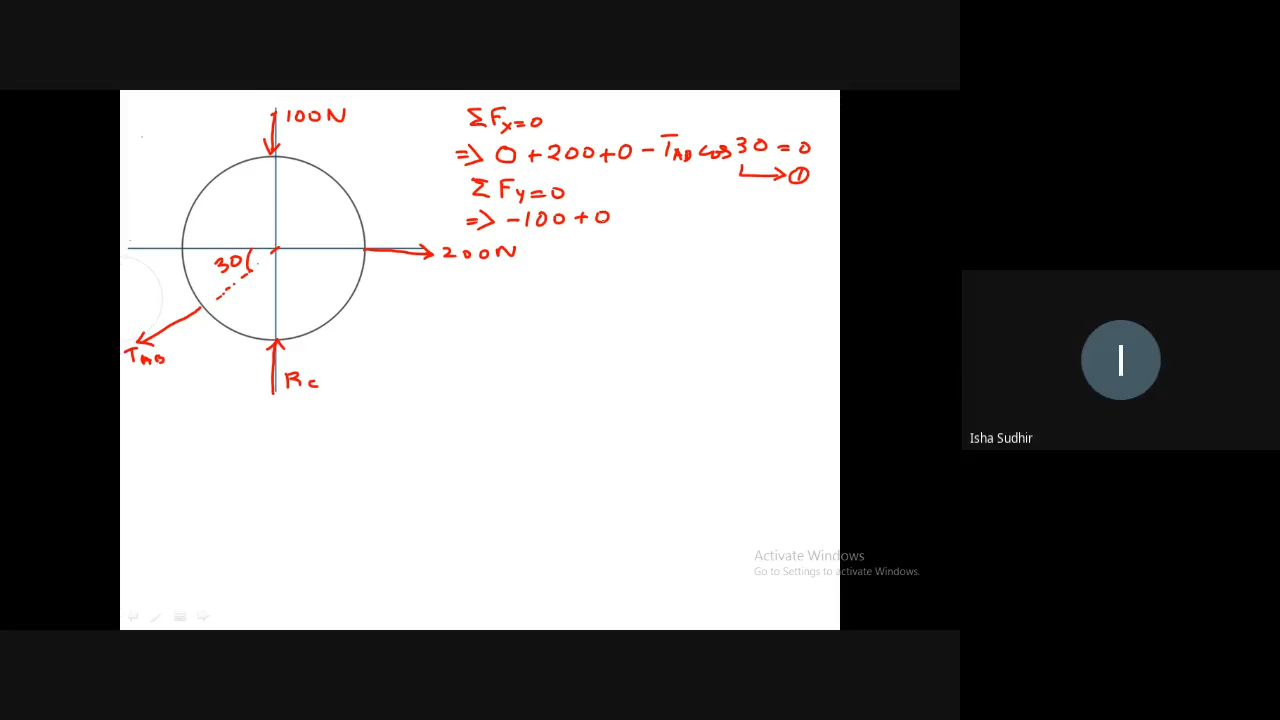 100N
ΣFx=0
=> 0 + 200 + 0 - TAB cos 30 = 0
①
ΣFy=0
=> -100 + 0
200N
30
TAB
Rc
Isha Sudhir
I
Activate Windows
Go to Settings to activate Windows.